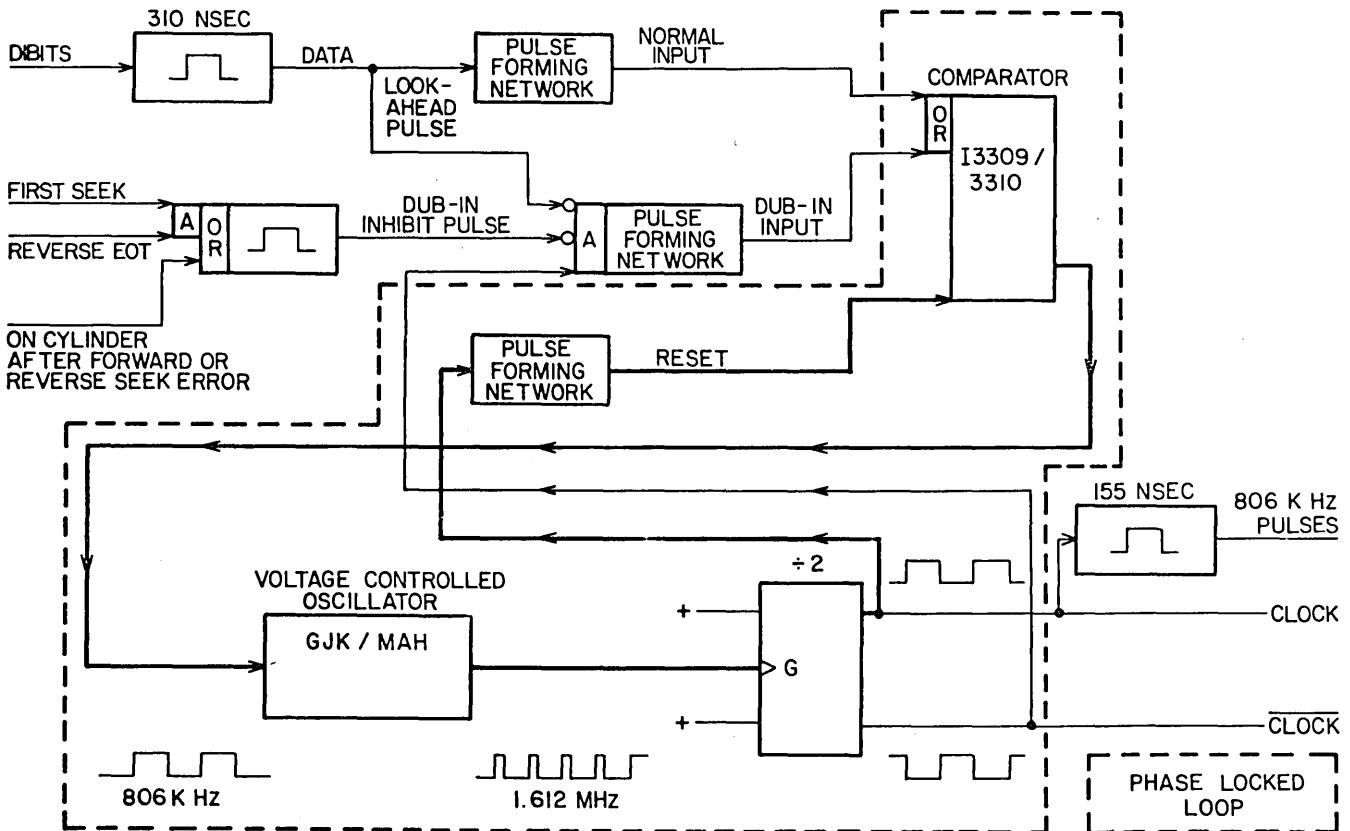 310 NSEC
DIBITS
DATA
LOOK-
AHEAD
PULSE
PULSE
FORMING
NETWORK
NORMAL
INPUT
COMPARATOR
OR
I3309/
3310
FIRST SEEK
REVERSE EOT
A
OR
ON CYLINDER
AFTER FORWARD OR
REVERSE SEEK ERROR
DUB-IN
INHIBIT PULSE
A
PULSE
FORMING
NETWORK
DUB-IN
INPUT
PULSE
FORMING
NETWORK
RESET
155 NSEC
806 K Hz
PULSES
VOLTAGE CONTROLLED
OSCILLATOR
GJK / MAH
÷2
+
G
+
CLOCK
CLOCK
806 K Hz
1.612 MHz
PHASE LOCKED
LOOP